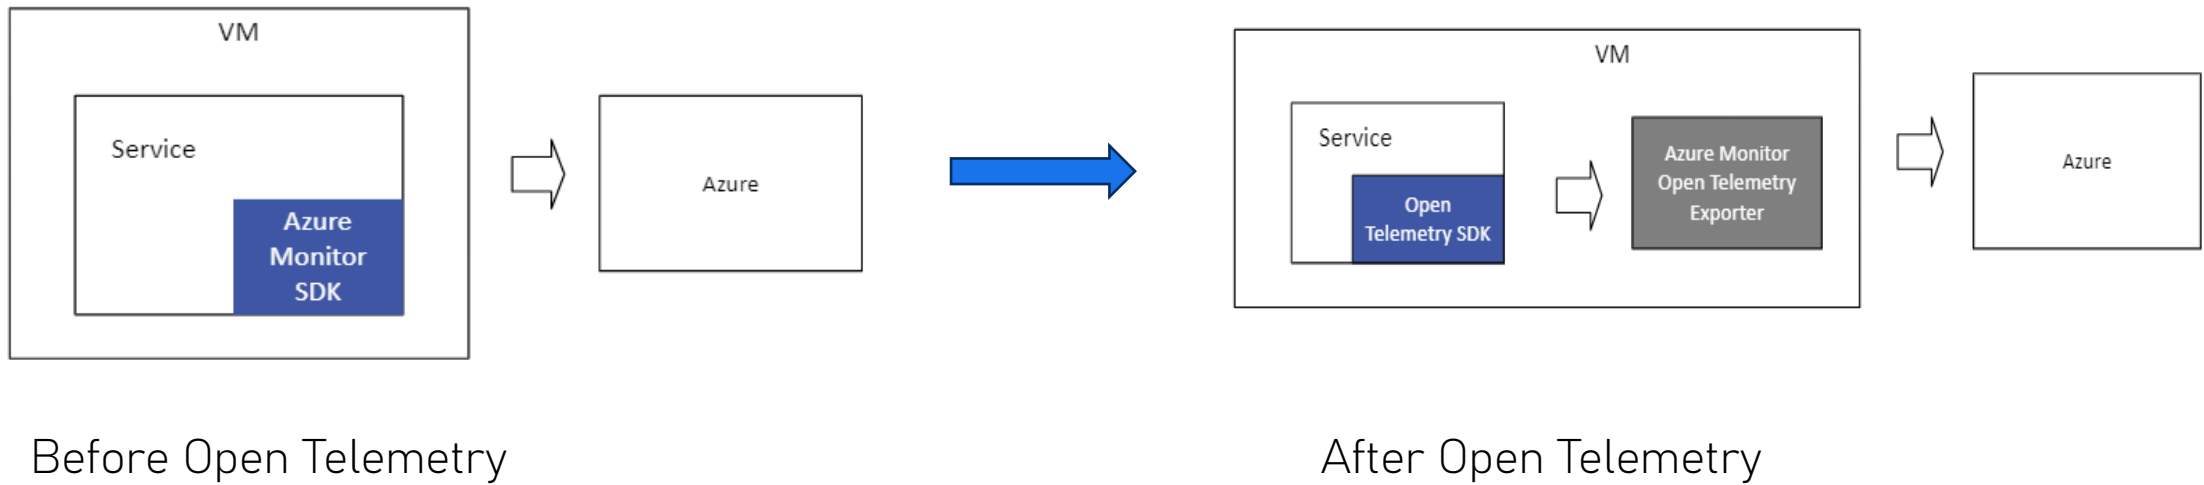 VM
Service
Azure
Monitor
SDK
Azure
Before Open Telemetry
VM
Service
Open
Telemetry SDK
Azure Monitor
Open Telemetry
Exporter
Azure
After Open Telemetry